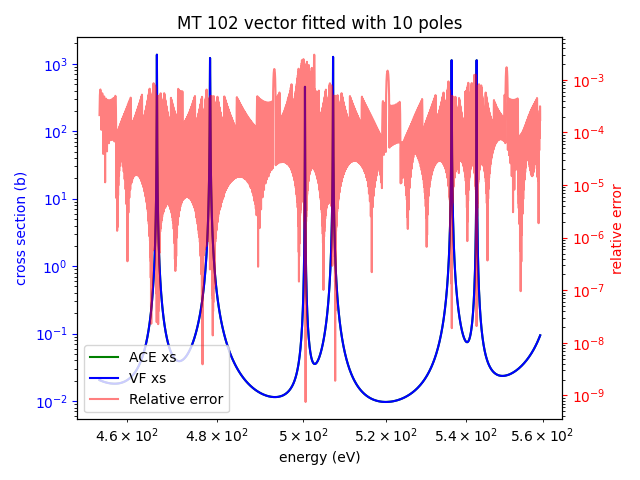 MT 102 vector fitted with 10 poles
10³
10²
10¹
10⁰
10⁻¹
10⁻²
cross section (b)
10⁻³
10⁻⁴
10⁻⁵
10⁻⁶
10⁻⁷
10⁻⁸
10⁻⁹
relative error
ACE xs
VF xs
Relative error
4.6 × 10² 4.8 × 10² 5 × 10² 5.2 × 10² 5.4 × 10² 5.6 × 10²
energy (eV)